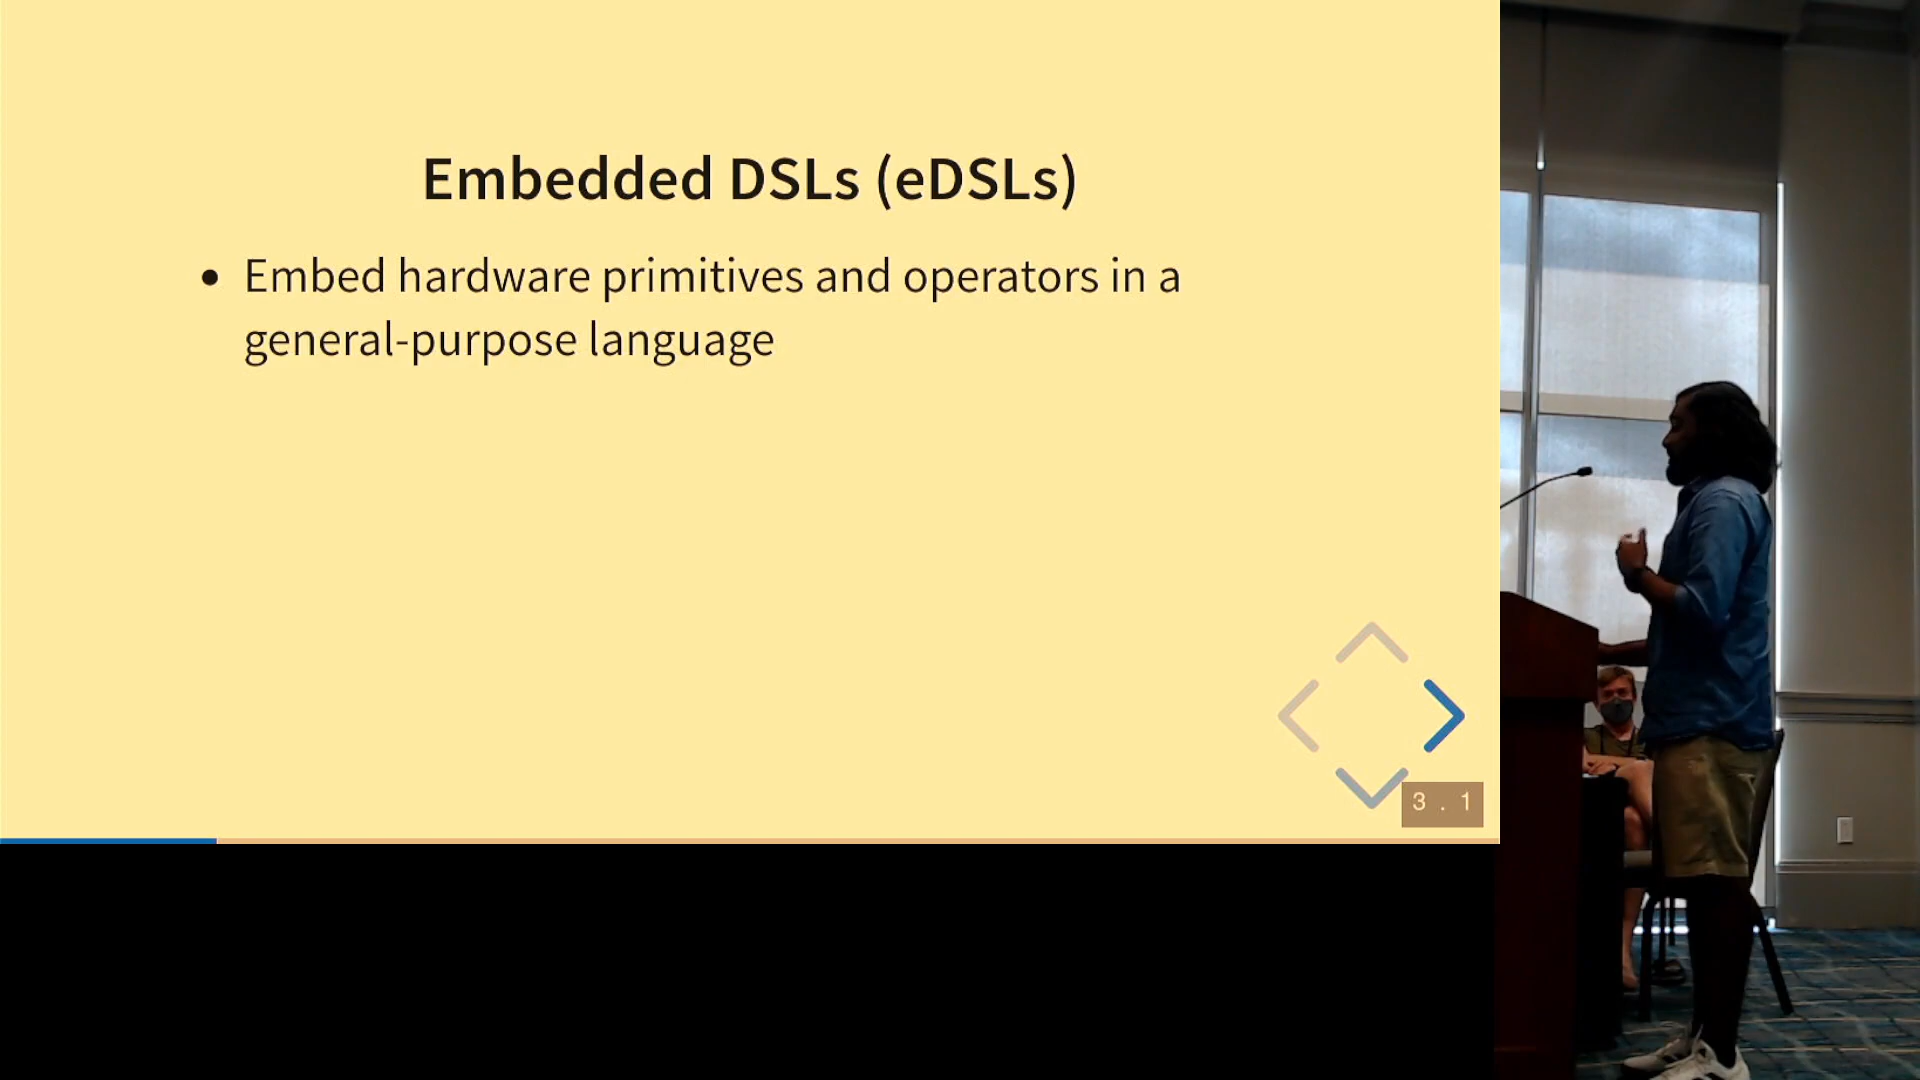 Embedded DSLs (eDSLs)
• Embed hardware primitives and operators in a
general-purpose language
3 . 1